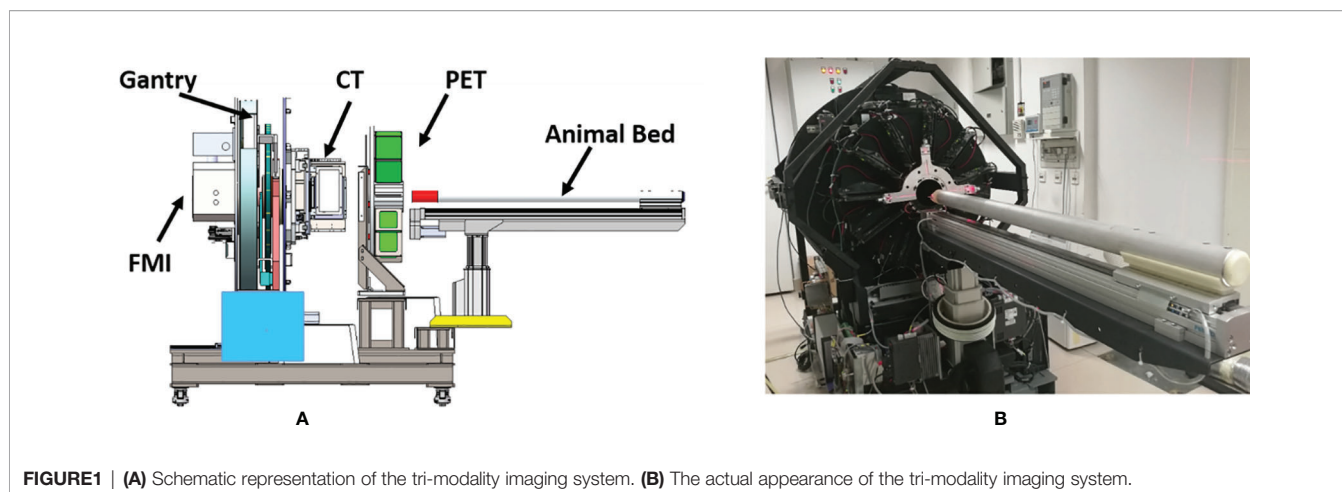 Gantry
CT
PET
Animal Bed
FMI
A
B
FIGURE1 | (A) Schematic representation of the tri-modality imaging system. (B) The actual appearance of the tri-modality imaging system.